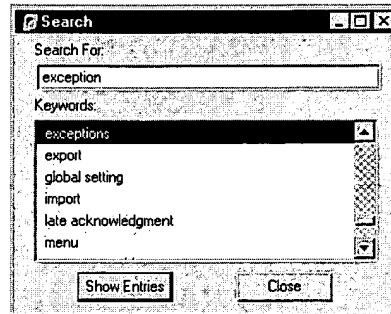 Search
Search For:
exception
Keywords:
exceptions
export
global setting
import
late acknowledgment
menu
Show Entries
Close